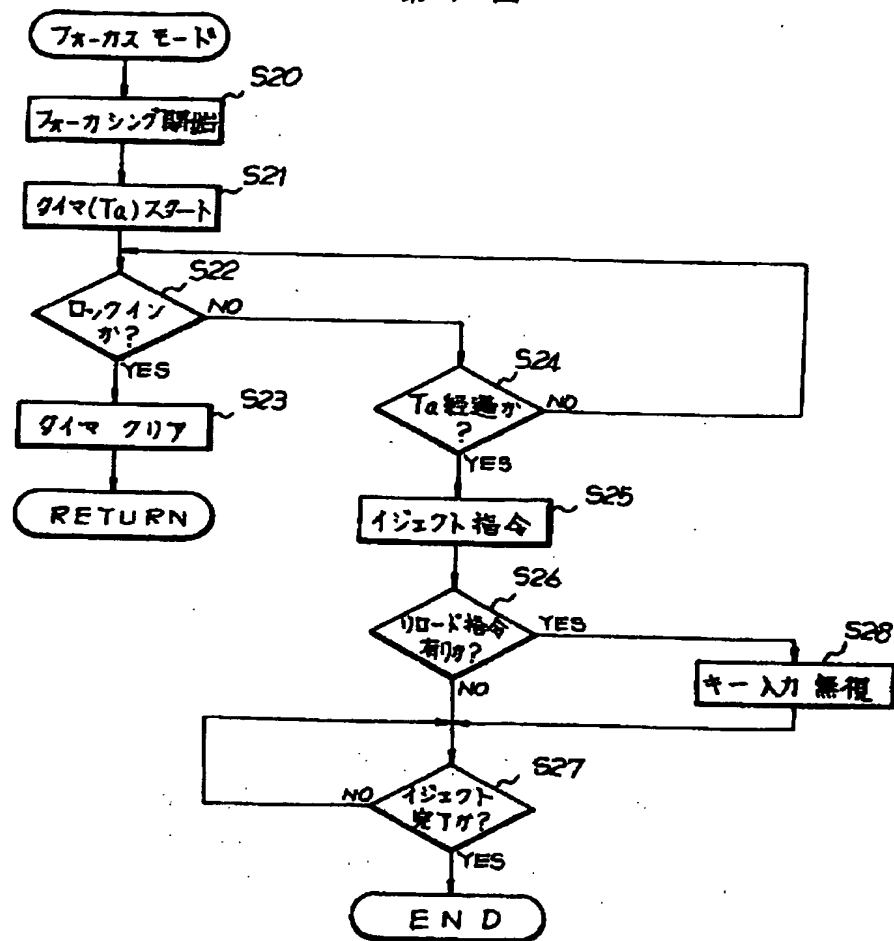 フォーカス モード
S20
フォーカシング開始
S21
タイマ(Ta)スタート
S22
ロックイン
か?
NO
YES
S23
タイマ クリア
RETURN
S24
Ta経過か
?
NO
YES
S25
イジェクト指令
S26
リロード指令
有りか?
YES
NO
S28
キー入力 無視
S27
イジェクト
完了か?
NO
YES
END